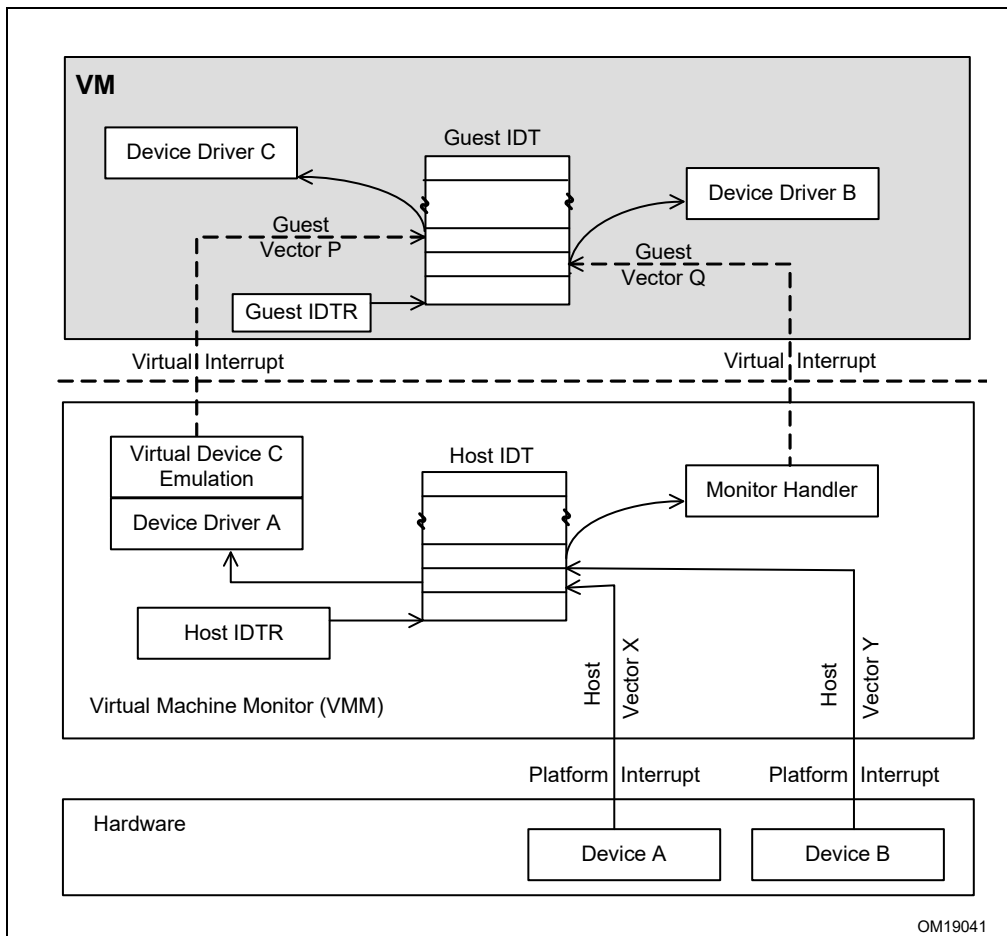 VM
Guest IDT
Device Driver C
Device Driver B
Guest
Vector P
Guest
Vector Q
Guest IDTR
Virtual Interrupt
Virtual Interrupt
Virtual Device C
Emulation
Host IDT
Monitor Handler
Device Driver A
Host IDTR
Host
Vector X
Host
Vector Y
Virtual Machine Monitor (VMM)
Platform Interrupt
Platform Interrupt
Hardware
Device A
Device B
OM19041